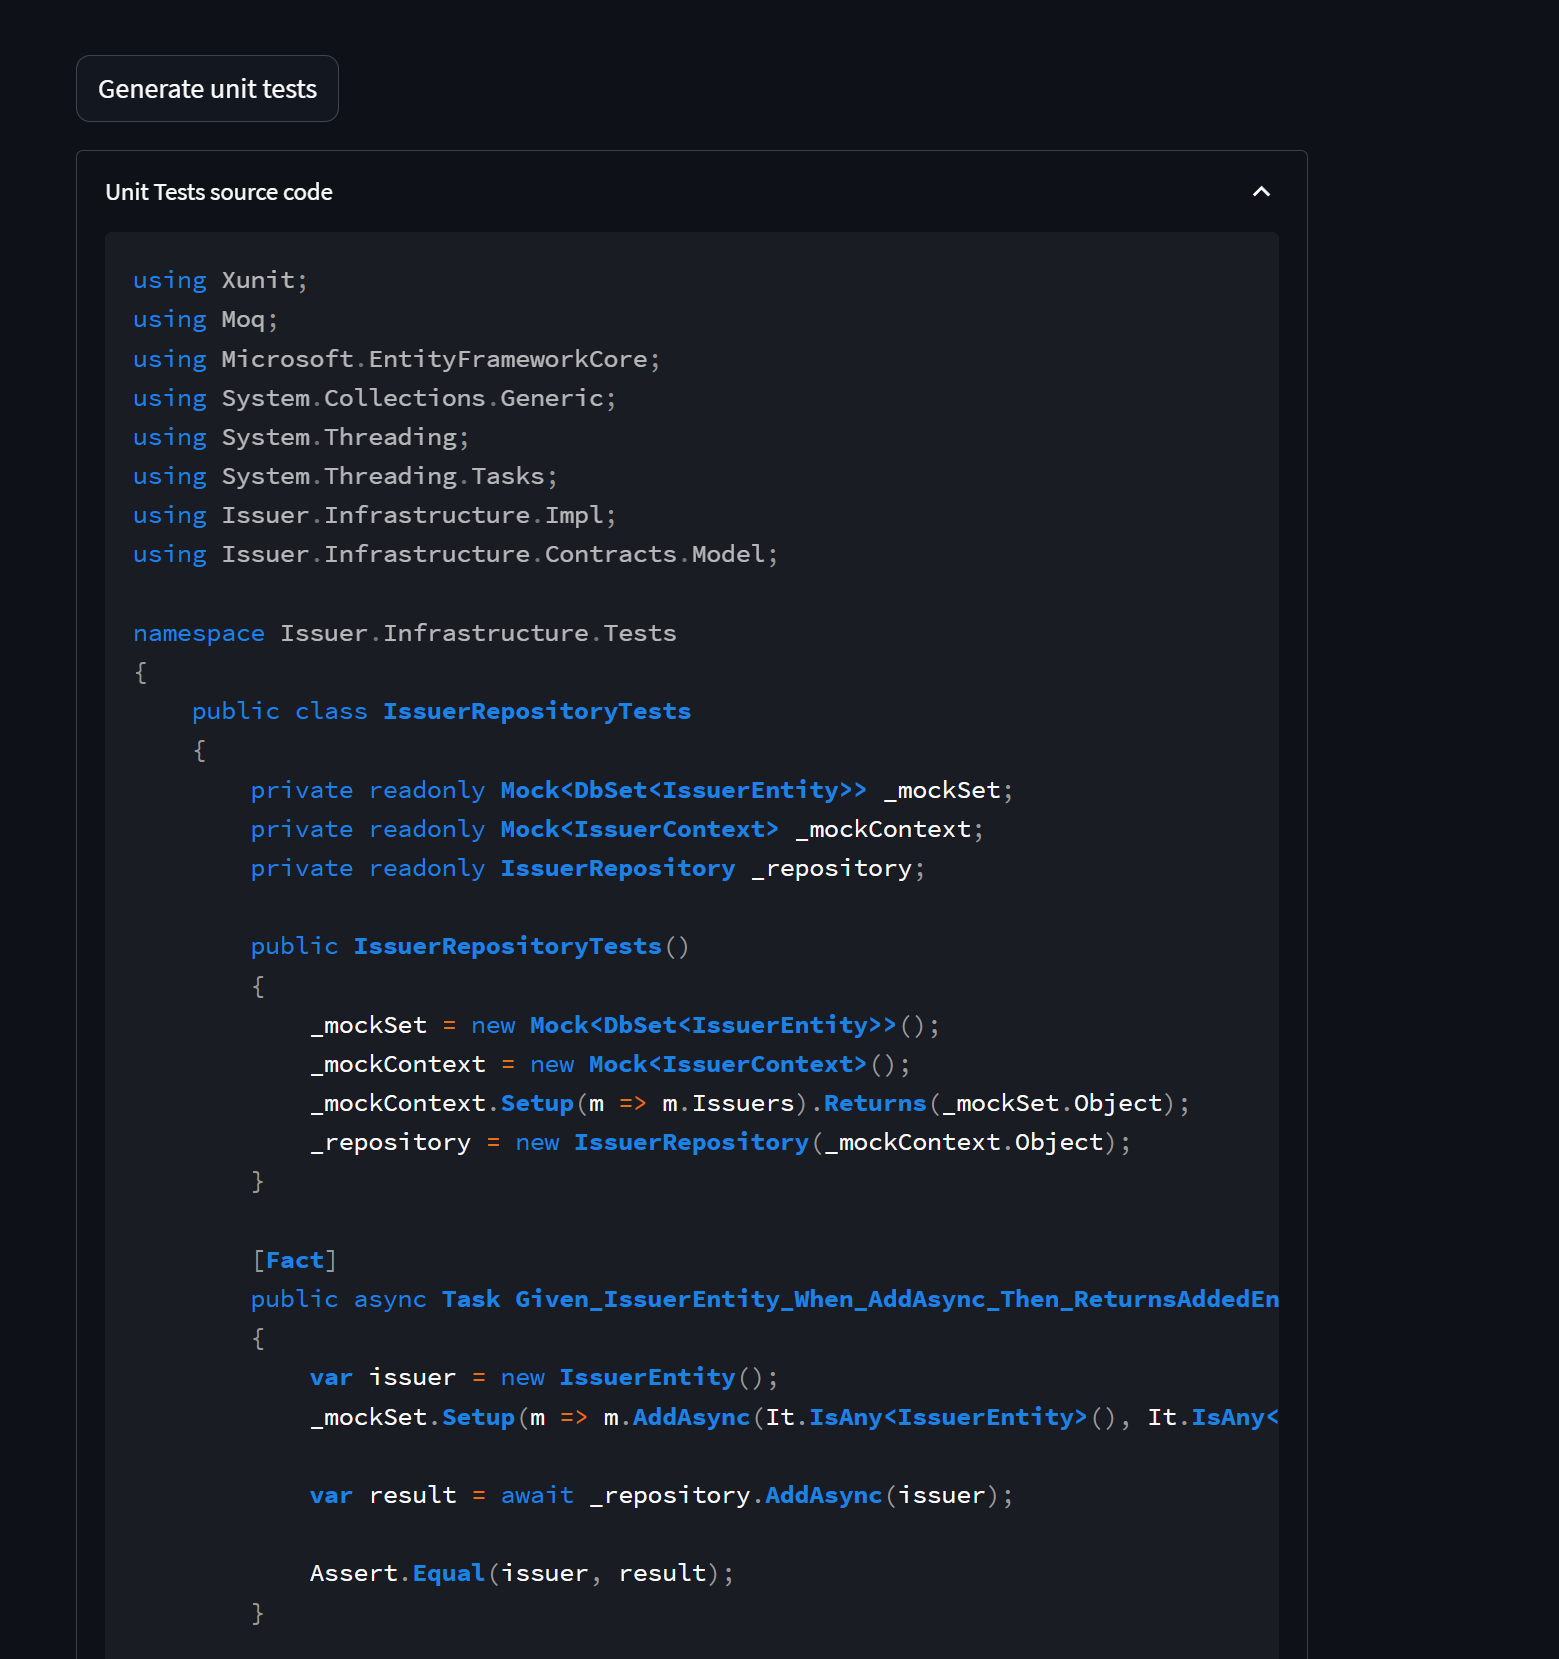 Generate unit tests
Unit Tests source code
using Xunit;
using Moq;
using Microsoft.EntityFrameworkCore;
using System.Collections.Generic;
using System.Threading;
using System.Threading.Tasks;
using Issuer.Infrastructure.Impl;
using Issuer.Infrastructure.Contracts.Model;
namespace Issuer.Infrastructure.Tests
{
public class IssuerRepositoryTests
{
private readonly Mock<DbSet<IssuerEntity>> _mockSet;
private readonly Mock<IssuerContext> _mockContext;
private readonly IssuerRepository _repository;
public IssuerRepositoryTests()
{
_mockSet = new Mock<DbSet<IssuerEntity>>();
_mockContext = new Mock<IssuerContext>();
_mockContext.Setup(m => m.Issuers).Returns(_mockSet.Object);
_repository = new IssuerRepository(_mockContext.Object);
}
[Fact]
public async Task Given_IssuerEntity_When_AddAsync_Then_ReturnsAddedEn
{
var issuer = new IssuerEntity();
_mockSet.Setup(m => m.AddAsync(It.IsAny<IssuerEntity>(), It.IsAny<
var result = await _repository.AddAsync(issuer);
Assert.Equal(issuer, result);
}